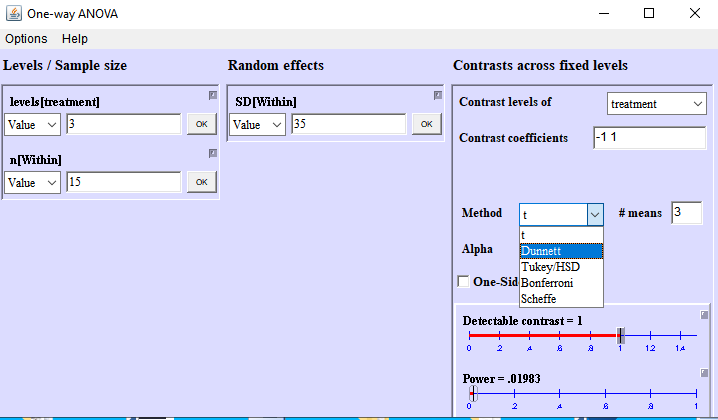 One-way ANOVA
Options Help
Levels / Sample size
levels[treatment]
Value 3 OK
n[Within]
Value 15 OK
Random effects
SD[Within]
Value 35 OK
Contrasts across fixed levels
Contrast levels of treatment
Contrast coefficients -1 1
Method t # means 3
t
Alpha Dunnett
Tukey/HSD
One-Sid Bonferroni
Scheffe
Detectable contrast = 1
0 .2 .4 .6 .8 1 1.2 1.4
Power = .01983
0 .2 .4 .6 .8 1